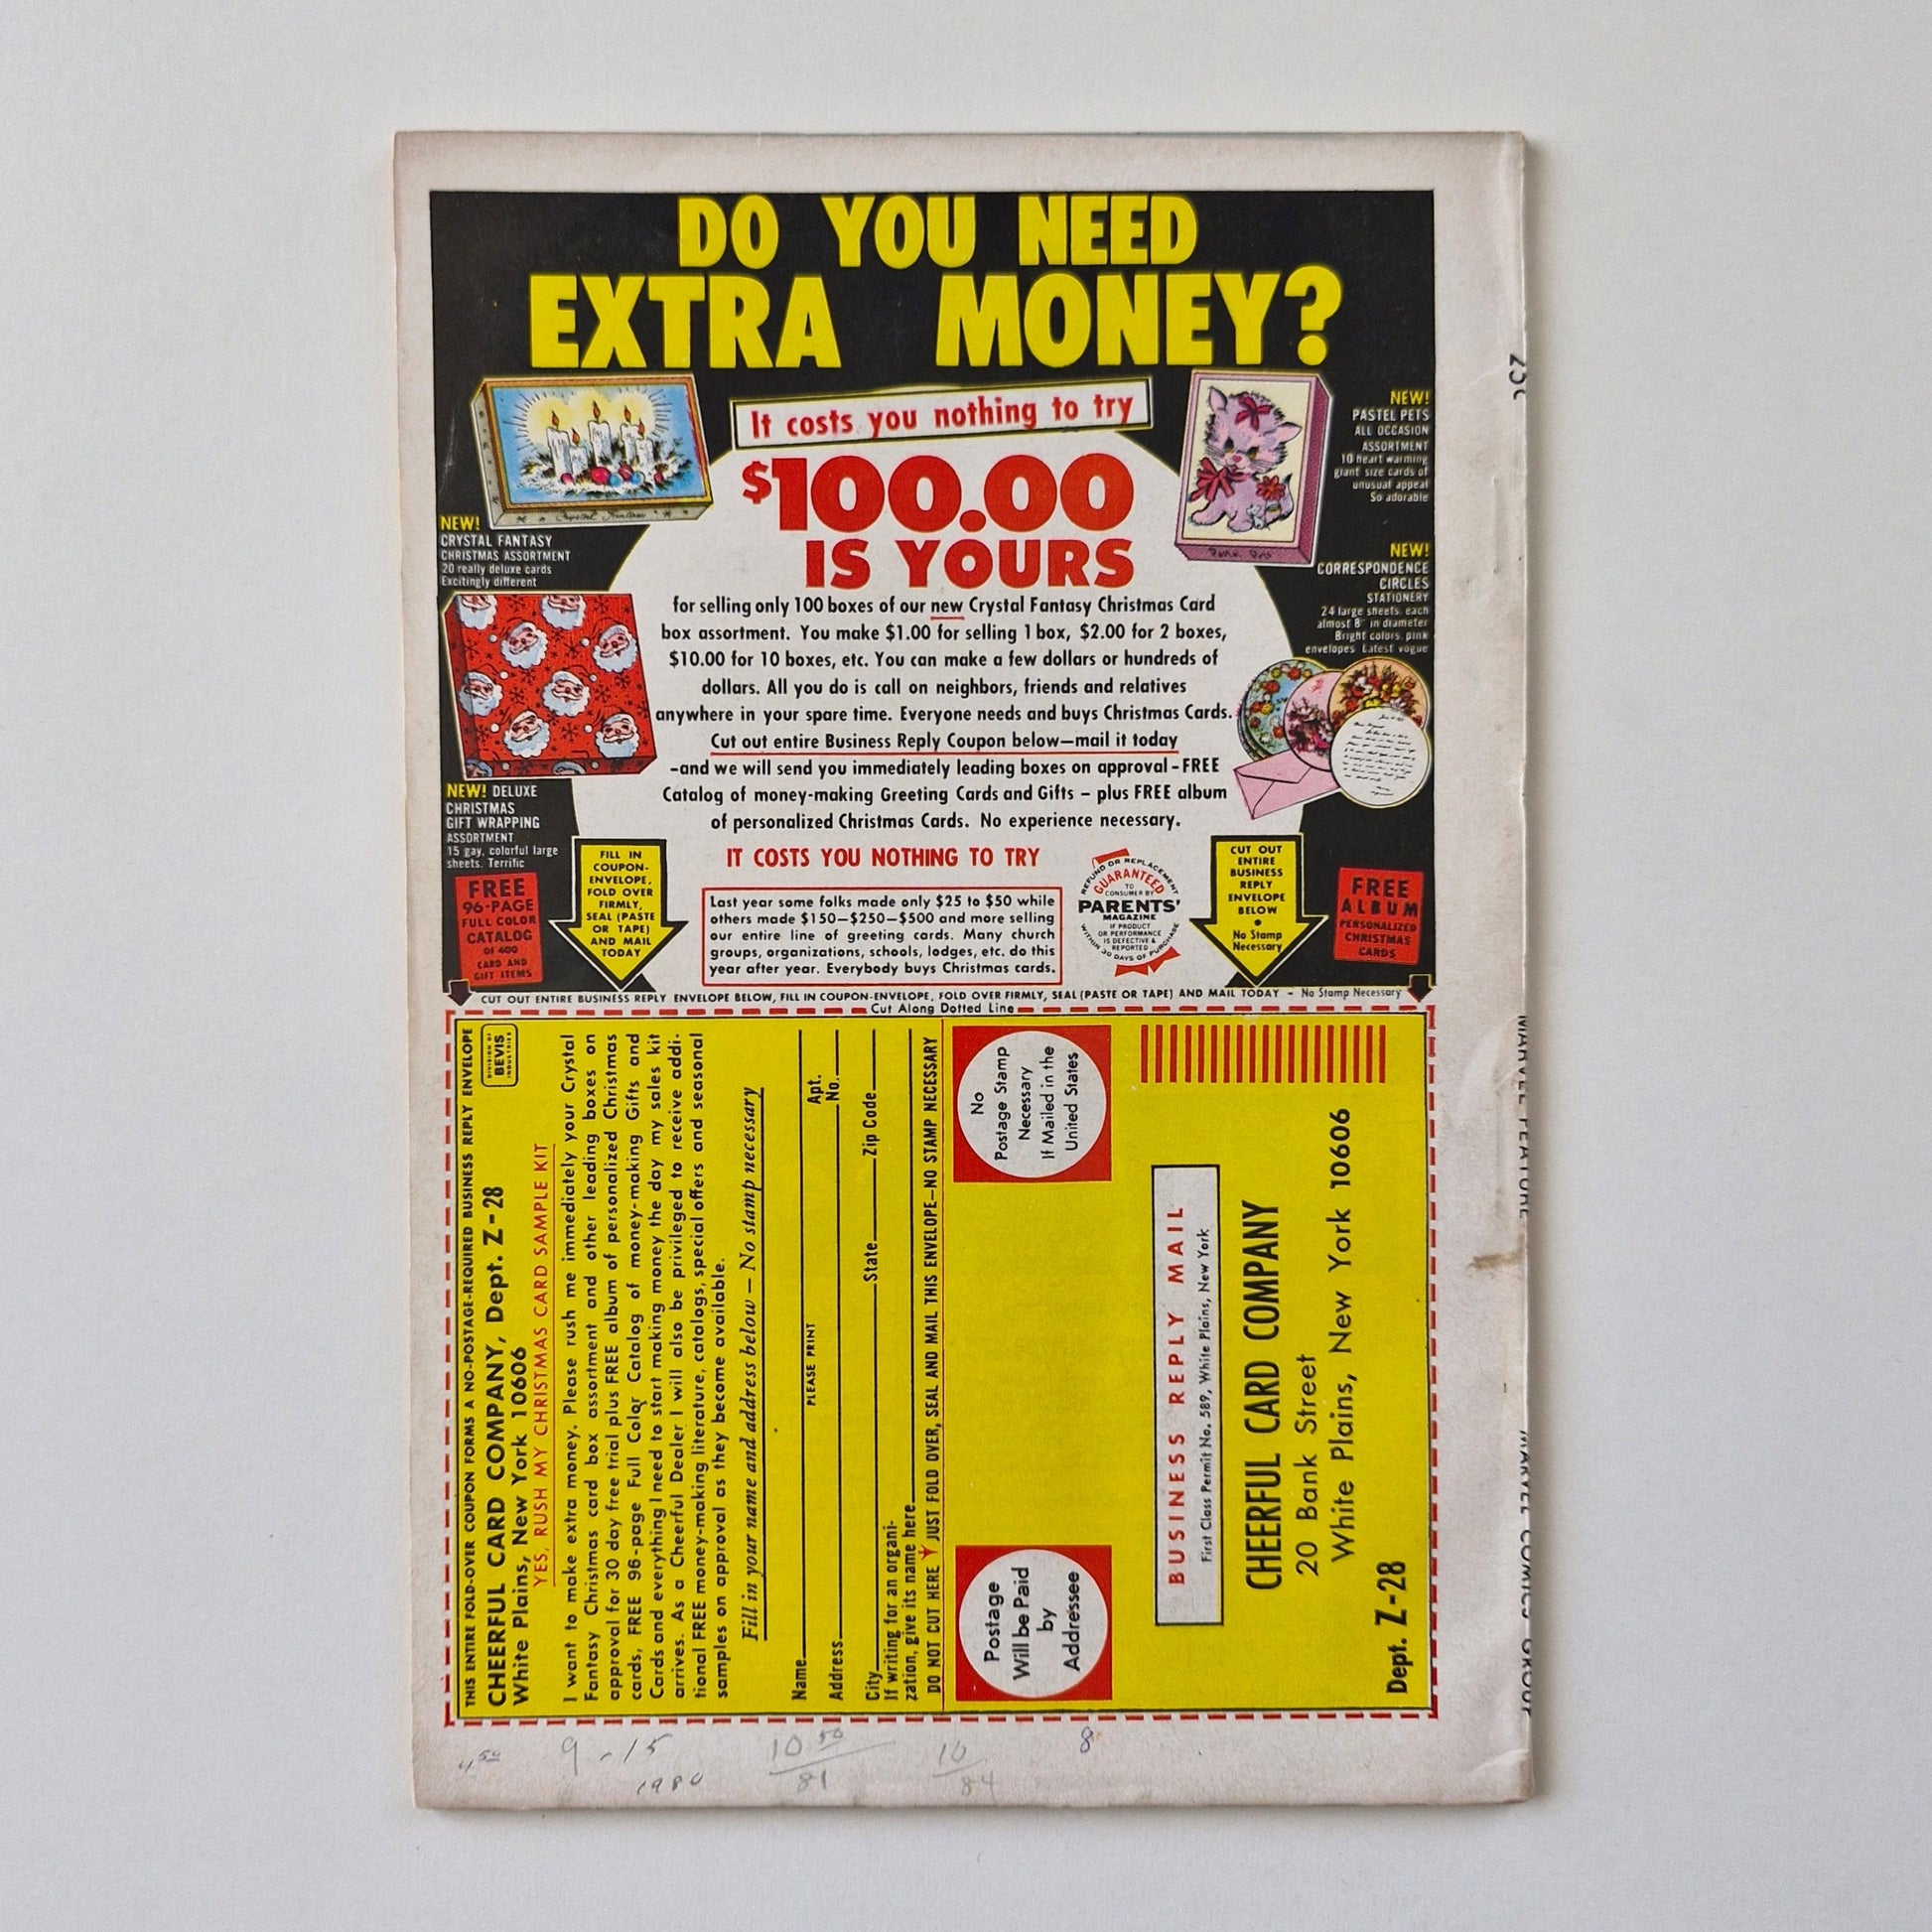 DO YOU NEED
EXTRA MONEY?
It costs you nothing to try
$100.00
IS YOURS
for selling only 100 boxes of our new Crystal Fantasy Christmas Card
box assortment. You make $1.00 for selling 1 box, $2.00 for 2 boxes,
$10.00 for 10 boxes, etc. You can make a few dollars or hundreds of
dollars. All you do is call on neighbors, friends and relatives
anywhere in your spare time. Everyone needs and buys Christmas Cards.
Cut out entire Business Reply Coupon below—mail it today
-and we will send you immediately leading boxes on approval - FREE
Catalog of money-making Greeting Cards and Gifts - plus FREE album
of personalized Christmas Cards. No experience necessary.
IT COSTS YOU NOTHING TO TRY
Crystal Fantasy
NEW!
CRYSTAL FANTASY
CHRISTMAS ASSORTMENT
20 really deluxe cards
Excitingly different
NEW! DELUXE
CHRISTMAS
GIFT WRAPPING
ASSORTMENT
15 gay, colorful large
sheets. Terrific
NEW!
PASTEL PETS
ALL OCCASION
ASSORTMENT
10 heart warming
giant size cards of
unusual appeal
So adorable
NEW!
CORRESPONDENCE
CIRCLES
STATIONERY
24 large sheets, each
almost 8" in diameter
Bright colors, pink
envelopes. Latest vogue
FREE
96-PAGE
FULL COLOR
CATALOG
OF 400
CARD AND
GIFT ITEMS
FILL IN
COUPON-
ENVELOPE,
FOLD OVER
FIRMLY,
SEAL (PASTE
OR TAPE)
AND MAIL
TODAY
Last year some folks made only $25 to $50 while
others made $150—$250—$500 and more selling
our entire line of greeting cards. Many church
groups, organizations, schools, lodges, etc. do this
year after year. Everybody buys Christmas cards.
REFUND OR REPLACEMENT
GUARANTEED
TO
CONSUMER BY
PARENTS'
MAGAZINE
IF PRODUCT
OR PERFORMANCE
IS DEFECTIVE &
REPORTED
WITHIN 30 DAYS OF PURCHASE
CUT OUT
ENTIRE
BUSINESS
REPLY
ENVELOPE
BELOW
•
No Stamp
Necessary
FREE
ALBUM
PERSONALIZED
CHRISTMAS
CARDS
CUT OUT ENTIRE BUSINESS REPLY ENVELOPE BELOW, FILL IN COUPON-ENVELOPE, FOLD OVER FIRMLY, SEAL (PASTE OR TAPE) AND MAIL TODAY - No Stamp Necessary
Cut Along Dotted Line
THIS ENTIRE FOLD-OVER COUPON FORMS A NO-POSTAGE-REQUIRED BUSINESS REPLY ENVELOPE
CHEERFUL CARD COMPANY, Dept. Z-28
White Plains, New York 10606
DIVISION OF
BEVIS
INDUSTRIES
YES, RUSH MY CHRISTMAS CARD SAMPLE KIT
I want to make extra money. Please rush me immediately your Crystal
Fantasy Christmas card box assortment and other leading boxes on
approval for 30 day free trial plus FREE album of personalized Christmas
cards, FREE 96-page Full Color Catalog of money-making Gifts and
Cards and everything I need to start making money the day my sales kit
arrives. As a Cheerful Dealer I will also be privileged to receive addi-
tional FREE money-making literature, catalogs, special offers and seasonal
samples on approval as they become available.
Fill in your name and address below — No stamp necessary
Name
PLEASE PRINT
Address Apt. No.
City State Zip Code
If writing for an organi-
zation, give its name here
DO NOT CUT HERE JUST FOLD OVER, SEAL AND MAIL THIS ENVELOPE—NO STAMP NECESSARY
Postage
Will be Paid
by
Addressee
No
Postage Stamp
Necessary
If Mailed in the
United States
BUSINESS REPLY MAIL
First Class Permit No. 589, White Plains, New York
CHEERFUL CARD COMPANY
20 Bank Street
White Plains, New York 10606
Dept. Z-28
4 50
9-15
1980
10 50
81
10
84
8
25¢
MARVEL FEATURE
MARVEL COMICS GROUP